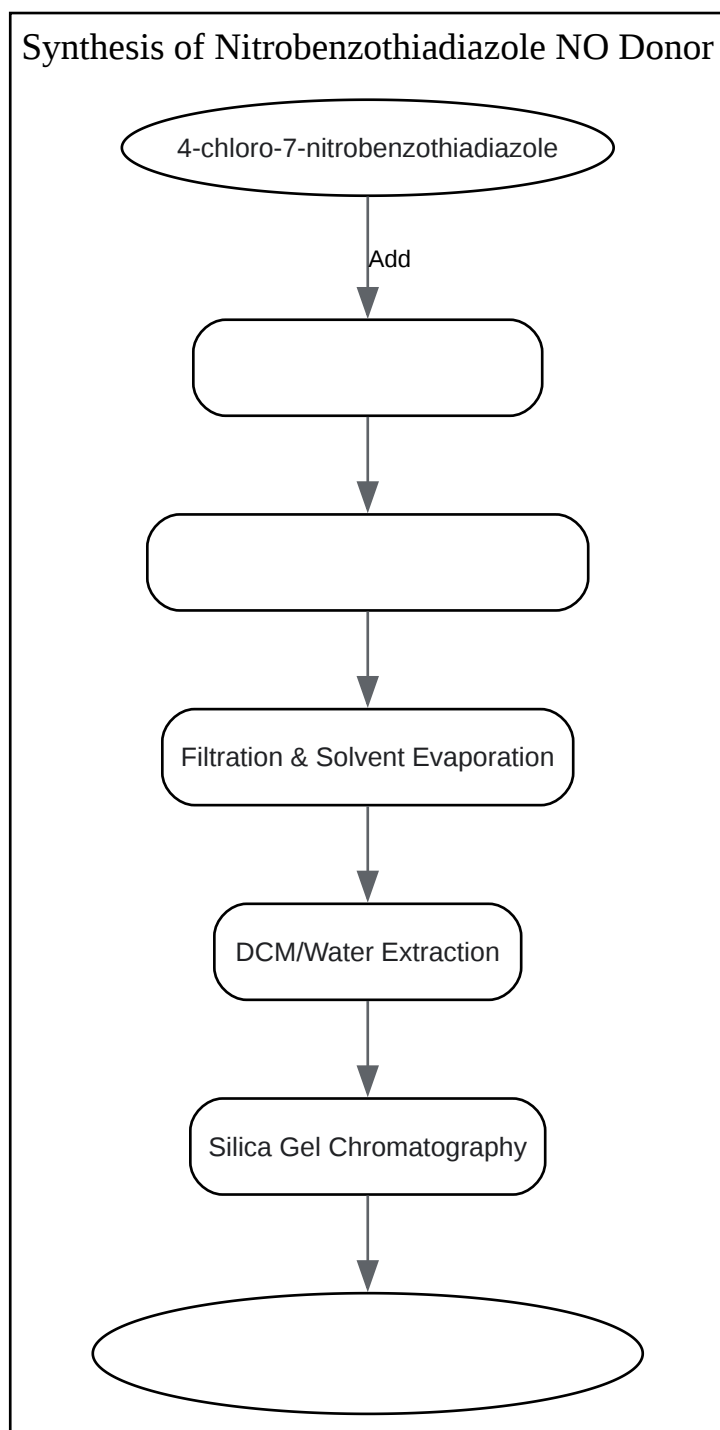 Synthesis of Nitrobenzothiadiazole NO Donor
4-chloro-7-nitrobenzothiadiazole
Add
Filtration & Solvent Evaporation
DCM/Water Extraction
Silica Gel Chromatography